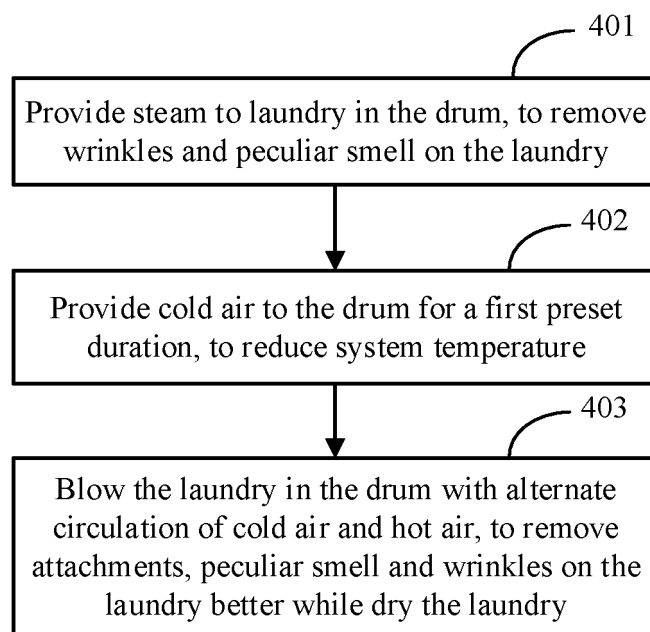 401
Provide steam to laundry in the drum, to remove
wrinkles and peculiar smell on the laundry
402
Provide cold air to the drum for a first preset
duration, to reduce system temperature
403
Blow the laundry in the drum with alternate
circulation of cold air and hot air, to remove
attachments, peculiar smell and wrinkles on the
laundry better while dry the laundry